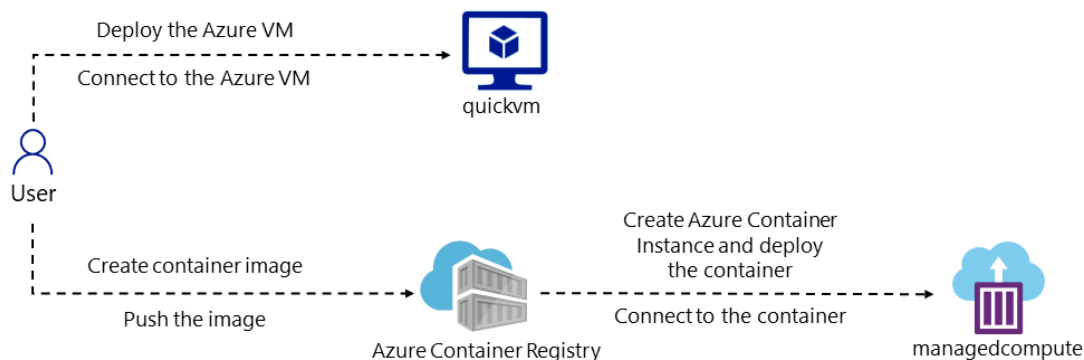 Deploy the Azure VM
Connect to the Azure VM
quickvm
User
Create container image
Push the image
Azure Container Registry
Create Azure Container
Instance and deploy
the container
Connect to the container
managedcompute